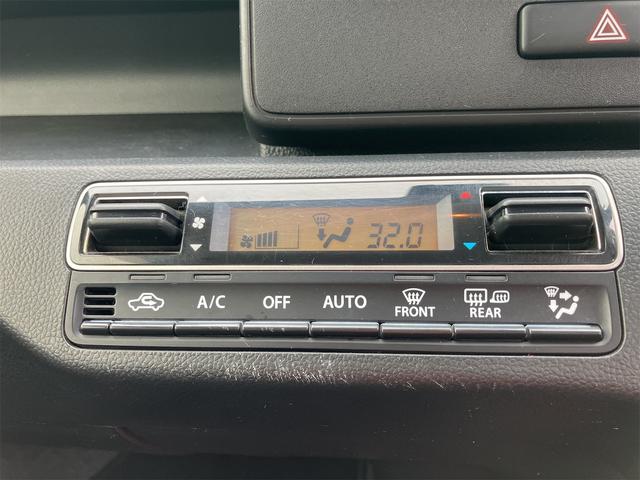 32.0
A/C OFF AUTO FRONT REAR